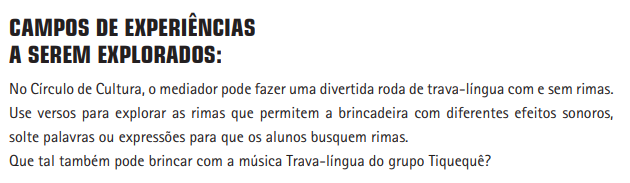 CAMPOS DE EXPERIÊNCIAS
A SEREM EXPLORADOS:
No Círculo de Cultura, o mediador pode fazer uma divertida roda de trava-língua com e sem rimas.
Use versos para explorar as rimas que permitem a brincadeira com diferentes efeitos sonoros,
solte palavras ou expressões para que os alunos busquem rimas.
Que tal também pode brincar com a música Trava-língua do grupo Tiquequê?